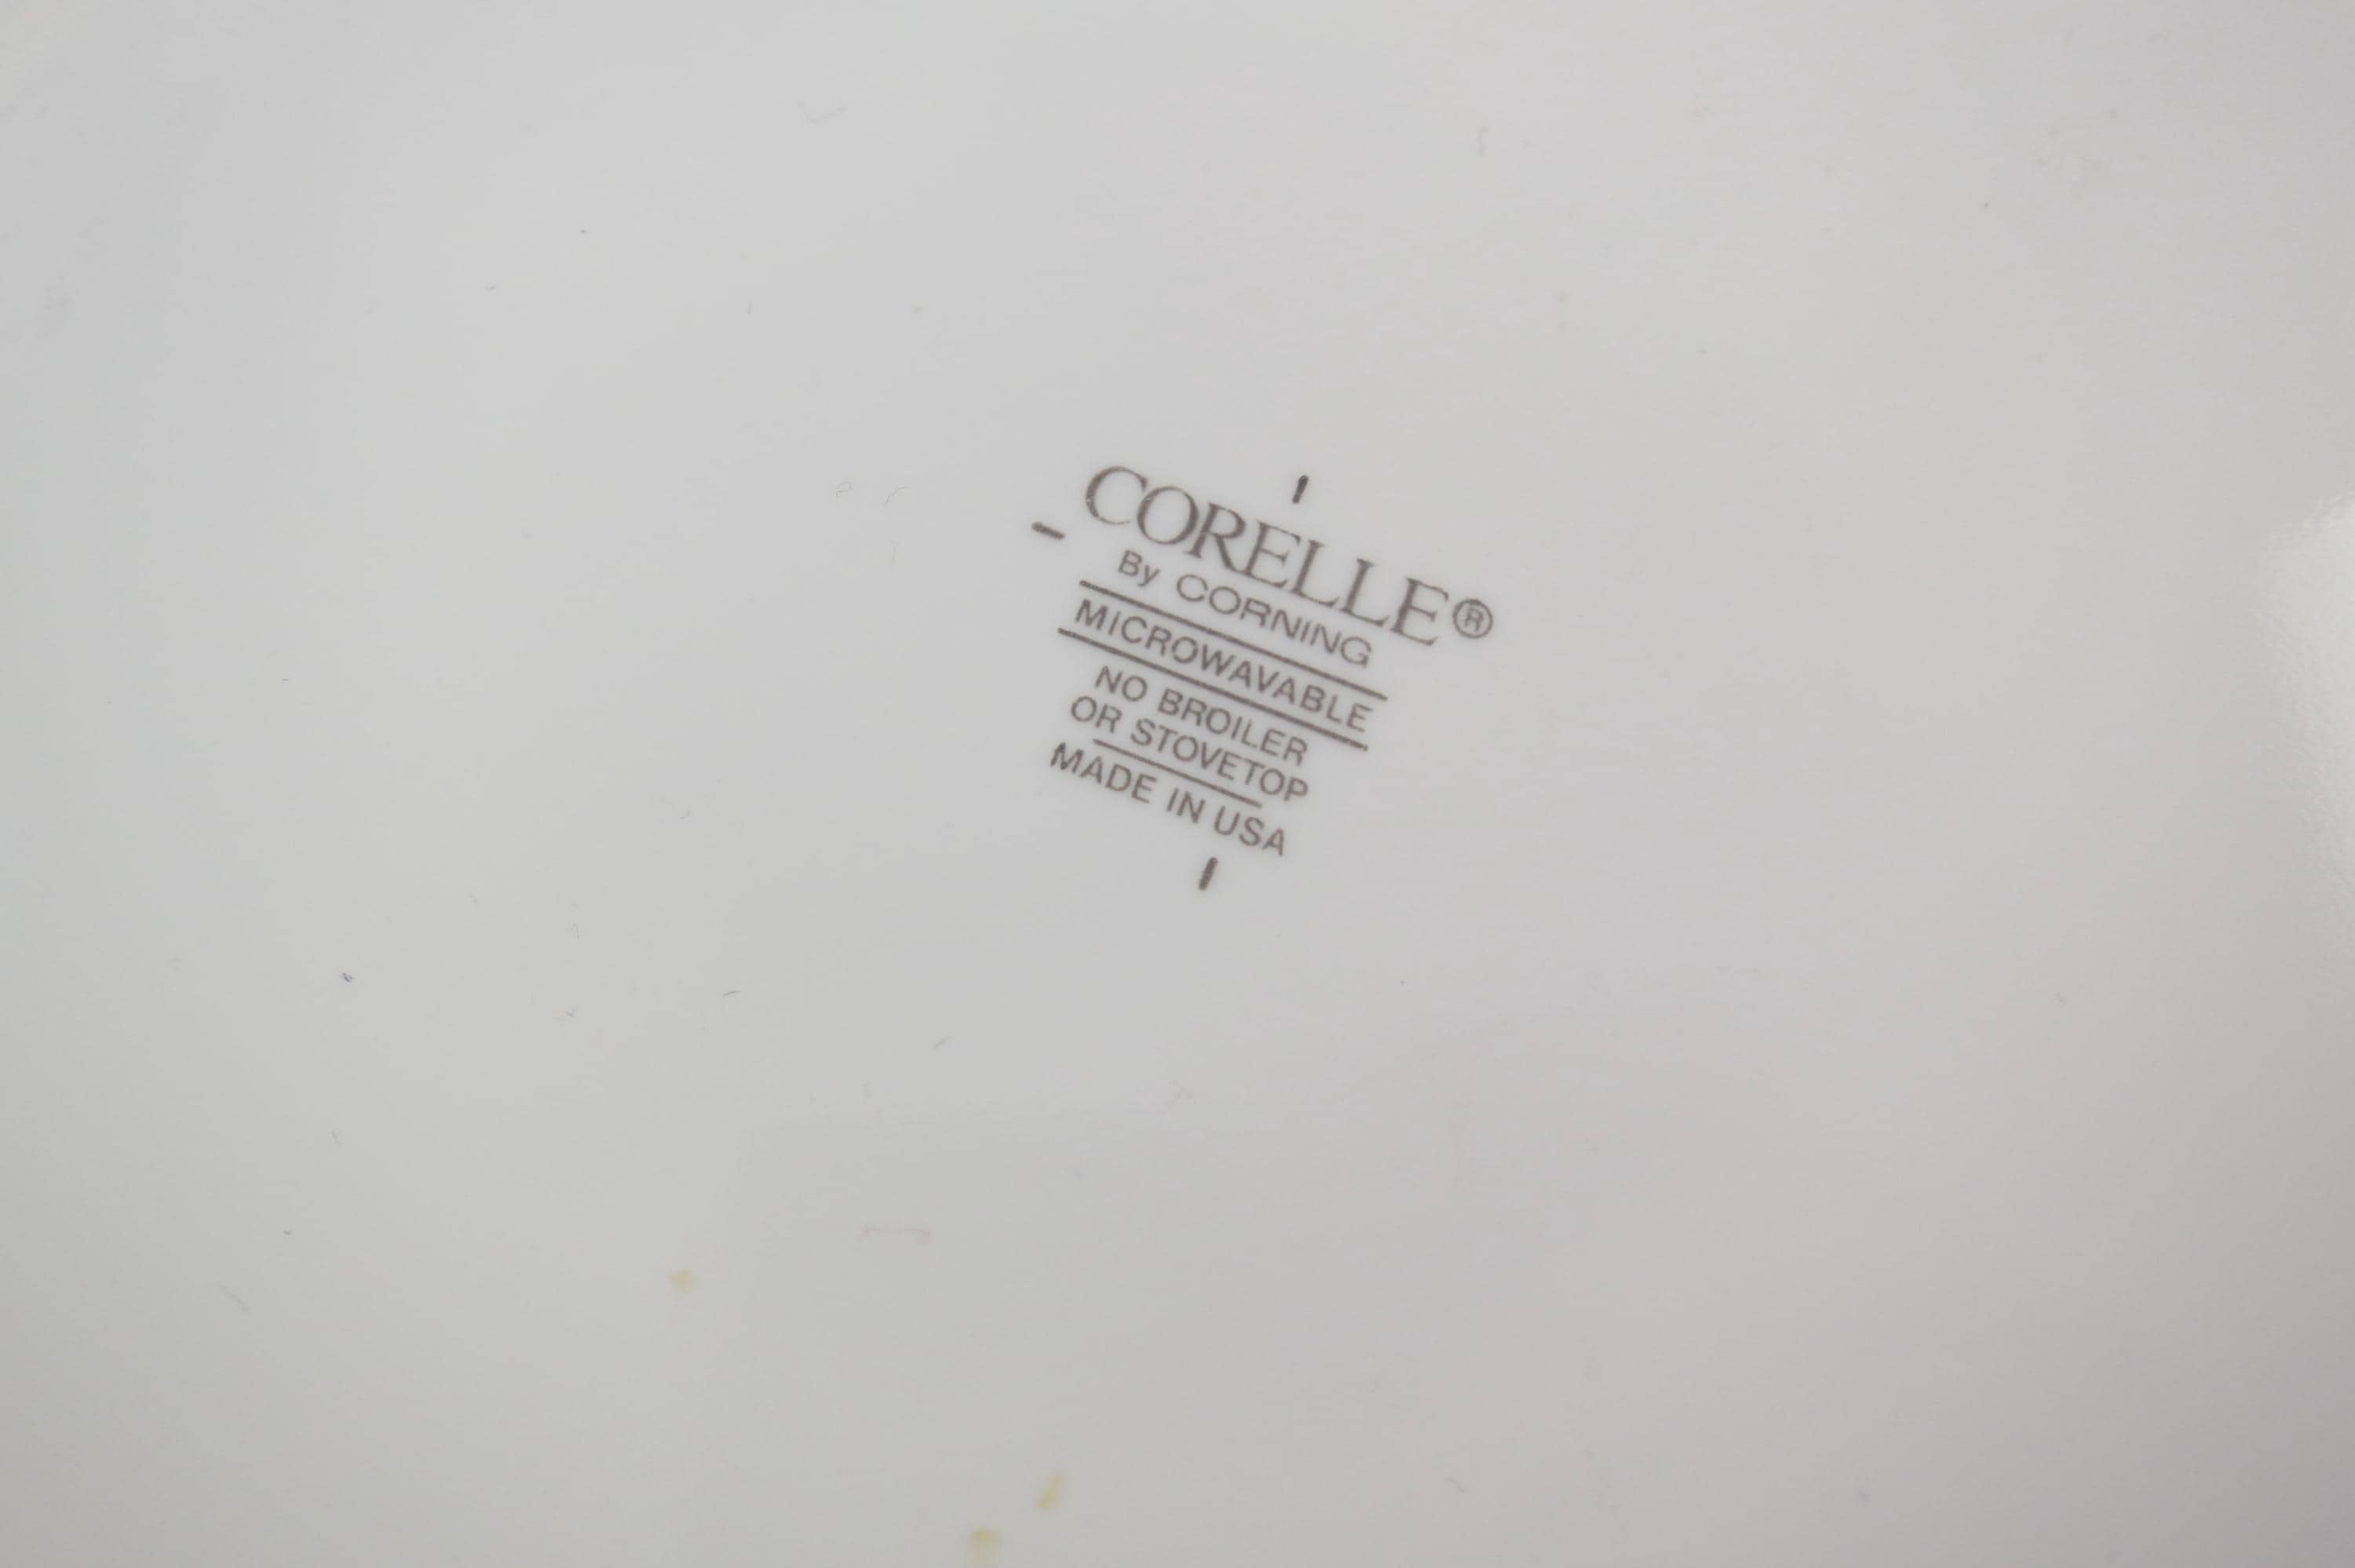 CORELLE®
By CORNING
MICROWAVABLE
NO BROILER
OR STOVETOP
MADE IN USA